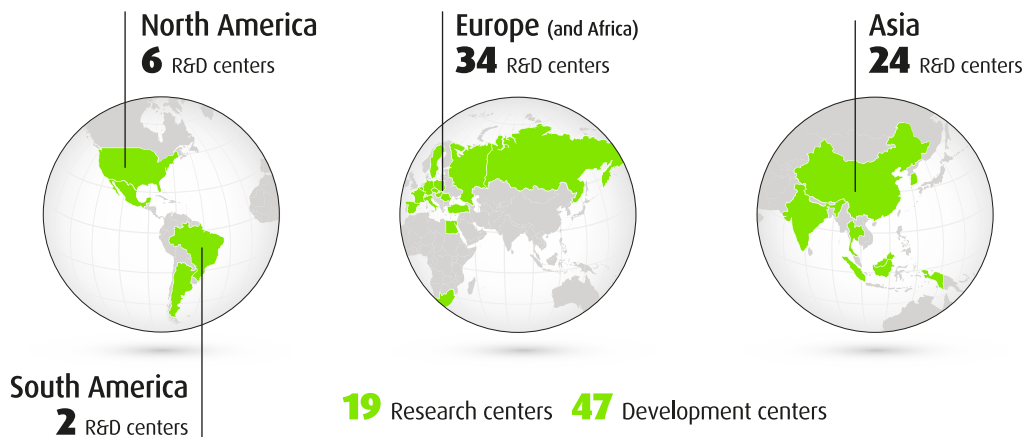 North America
6 R&D centers
Europe (and Africa)
34 R&D centers
Asia
24 R&D centers
South America
2 R&D centers
19 Research centers 47 Development centers